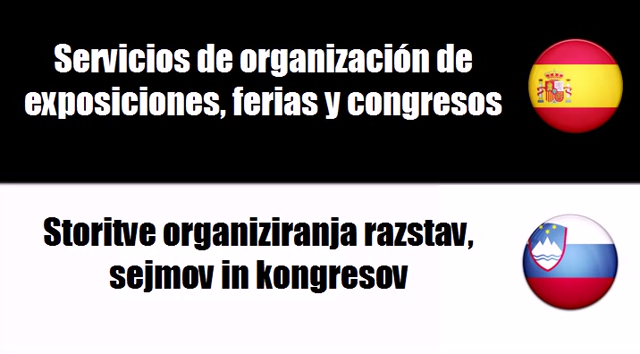 Servicios de organización de
exposiciones, ferias y congresos
Storitve organiziranja razstav,
sejmov in kongresov